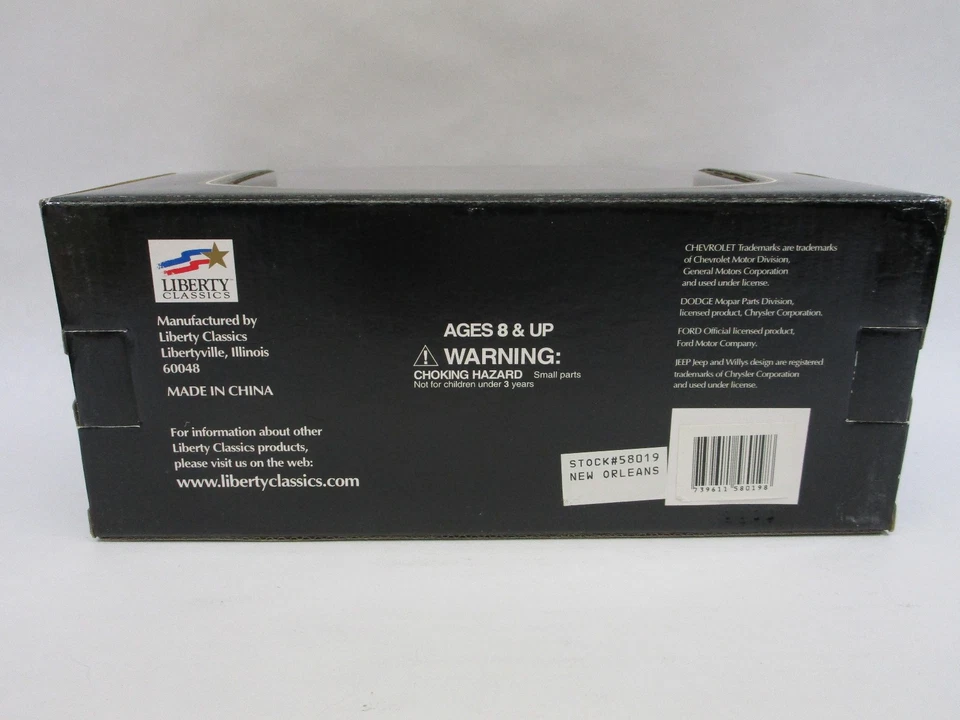 LIBERTY
CLASSICS
Manufactured by
Liberty Classics
Libertyville, Illinois
60048
MADE IN CHINA
For information about other
Liberty Classics products,
please visit us on the web:
www.libertyclassics.com
AGES 8 & UP
WARNING:
CHOKING HAZARD Small parts
Not for children under 3 years
CHEVROLET Trademarks are trademarks
of Chevrolet Motor Division,
General Motors Corporation
and used under license.
DODGE Mopar Parts Division,
licensed product, Chrysler Corporation.
FORD Official licensed product,
Ford Motor Company.
JEEP Jeep and Willys design are registered
trademarks of Chrysler Corporation
and used under license.
STOCK#58019
NEW ORLEANS
7 39611 58019 8